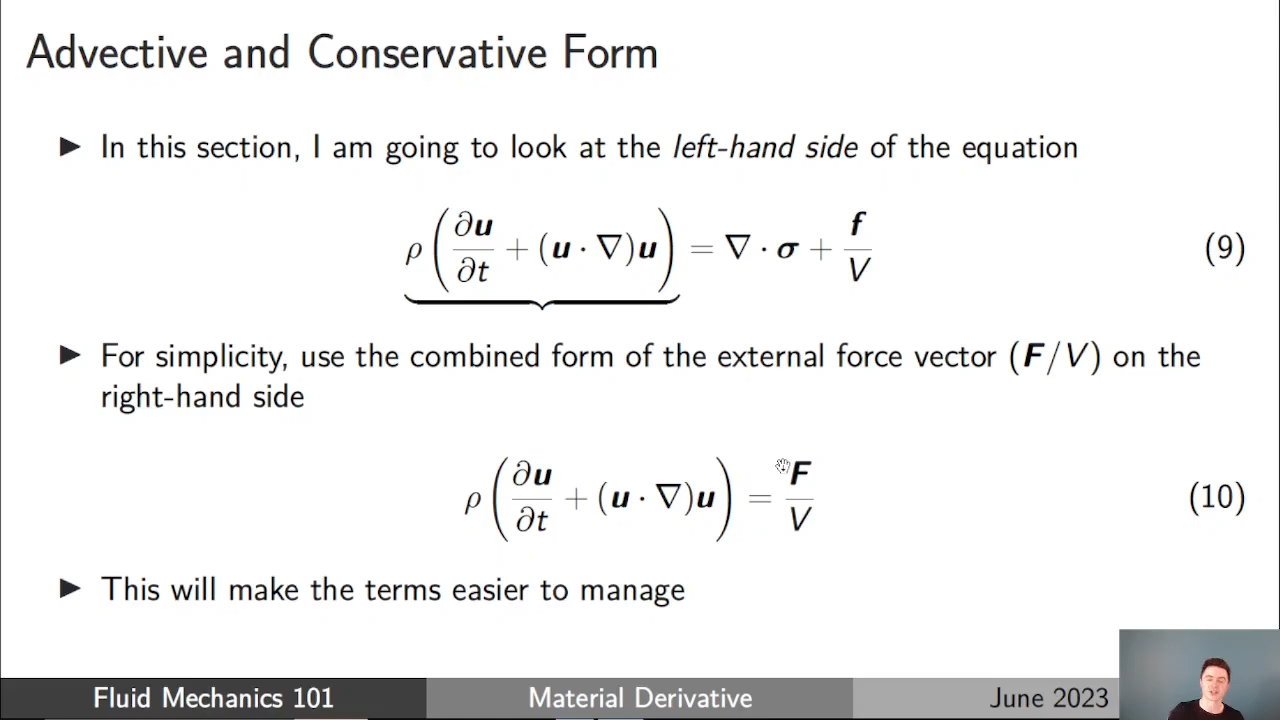 Advective and Conservative Form
▶ In this section, I am going to look at the left-hand side of the equation
ρ(∂u/∂t + (u · ∇)u) = ∇ · σ + f/V (9)
▶ For simplicity, use the combined form of the external force vector (F/V) on the
right-hand side
ρ(∂u/∂t + (u · ∇)u) = F/V (10)
▶ This will make the terms easier to manage
Fluid Mechanics 101 Material Derivative June 2023